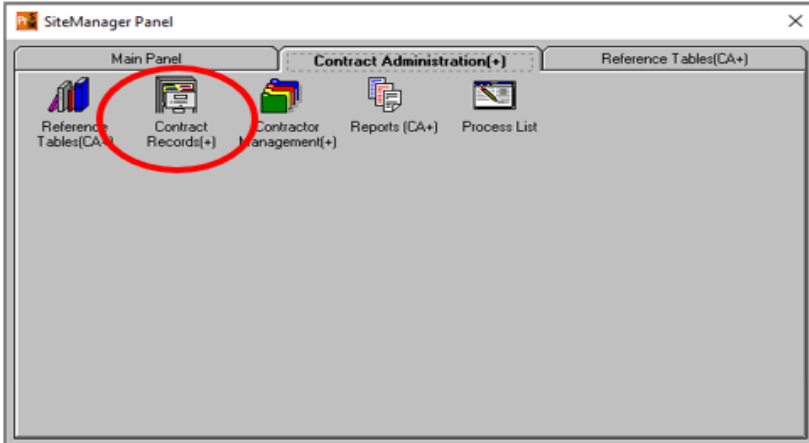 SiteManager Panel
Main Panel
Contract Administration(+)
Reference Tables(CA+)
Reference Tables(CA+)
Contract Records(+)
Contractor Management(+)
Reports (CA+)
Process List